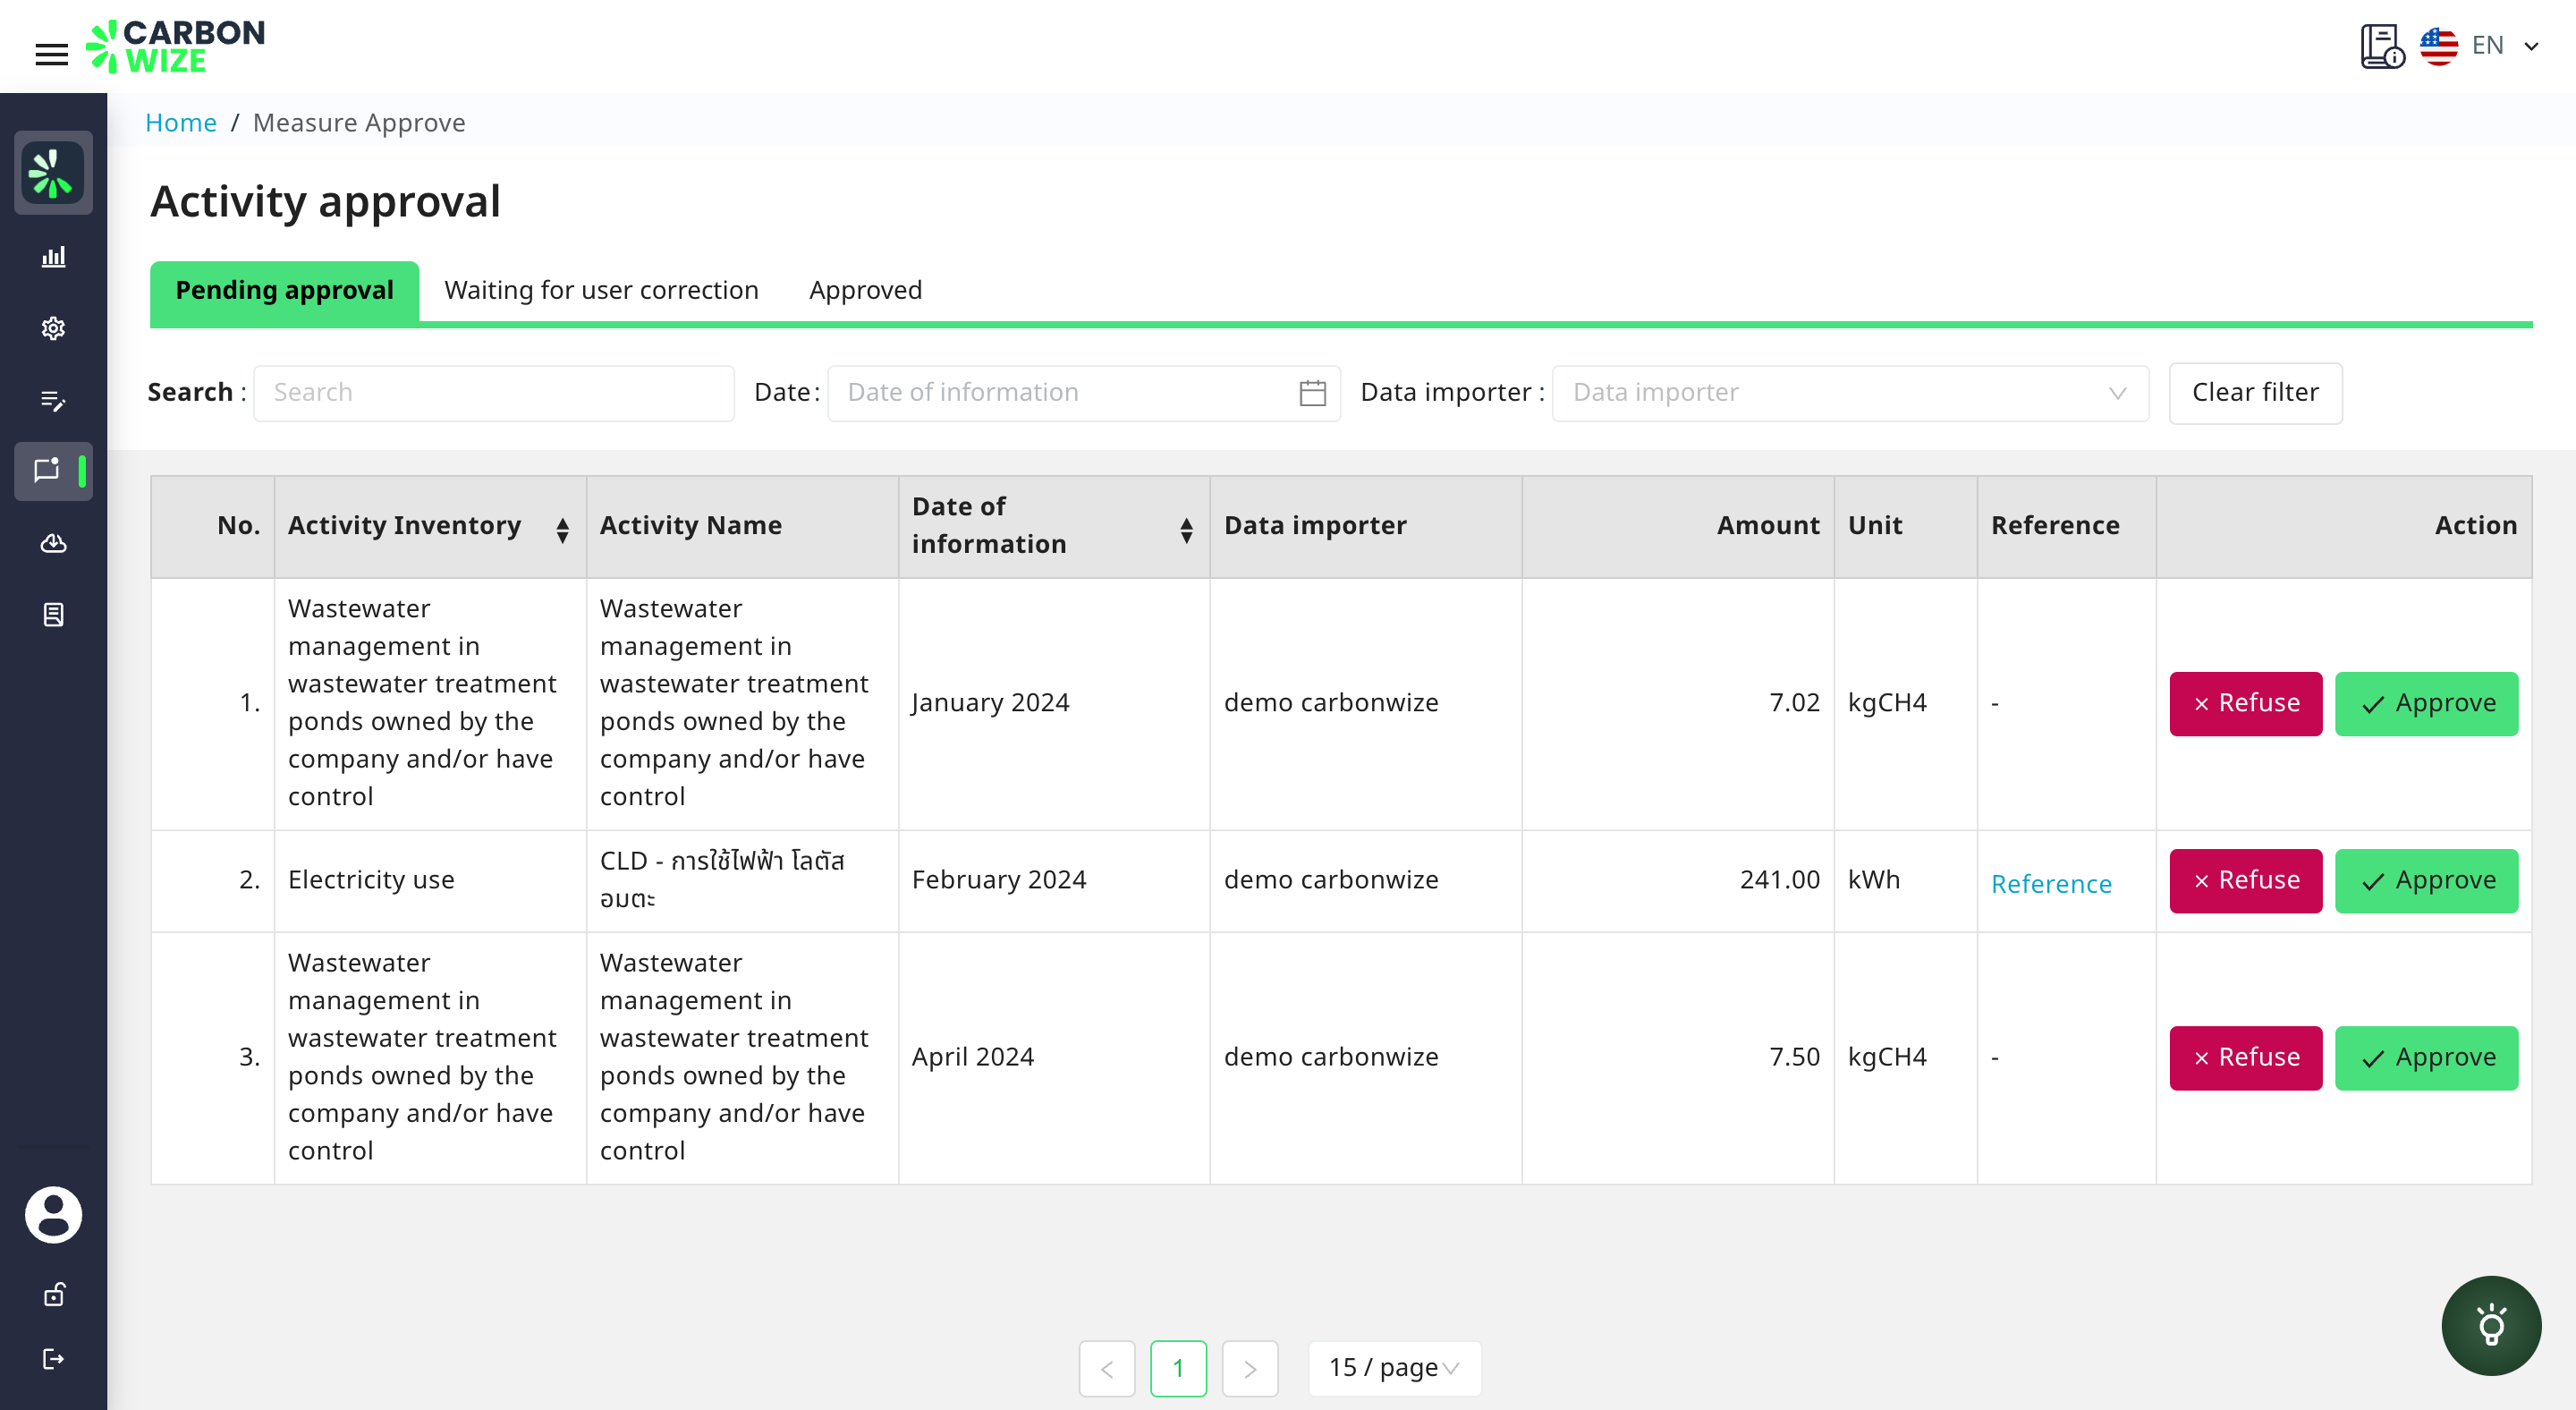 CARBON
WIZE
EN
Home / Measure Approve
Activity approval
Pending approval
Waiting for user correction
Approved
Search :
Search
Date :
Date of information
Data importer :
Data importer
Clear filter
No.
Activity Inventory
Activity Name
Date of
information
Data importer
Amount
Unit
Reference
Action
1.
Wastewater
management in
wastewater treatment
ponds owned by the
company and/or have
control
Wastewater
management in
wastewater treatment
ponds owned by the
company and/or have
control
January 2024
demo carbonwize
7.02
kgCH4
-
Refuse
Approve
2.
Electricity use
CLD - การใช้ไฟฟ้า โลตัส
อมตะ
February 2024
demo carbonwize
241.00
kWh
Reference
Refuse
Approve
3.
Wastewater
management in
wastewater treatment
ponds owned by the
company and/or have
control
Wastewater
management in
wastewater treatment
ponds owned by the
company and/or have
control
April 2024
demo carbonwize
7.50
kgCH4
-
Refuse
Approve
1
15 / page